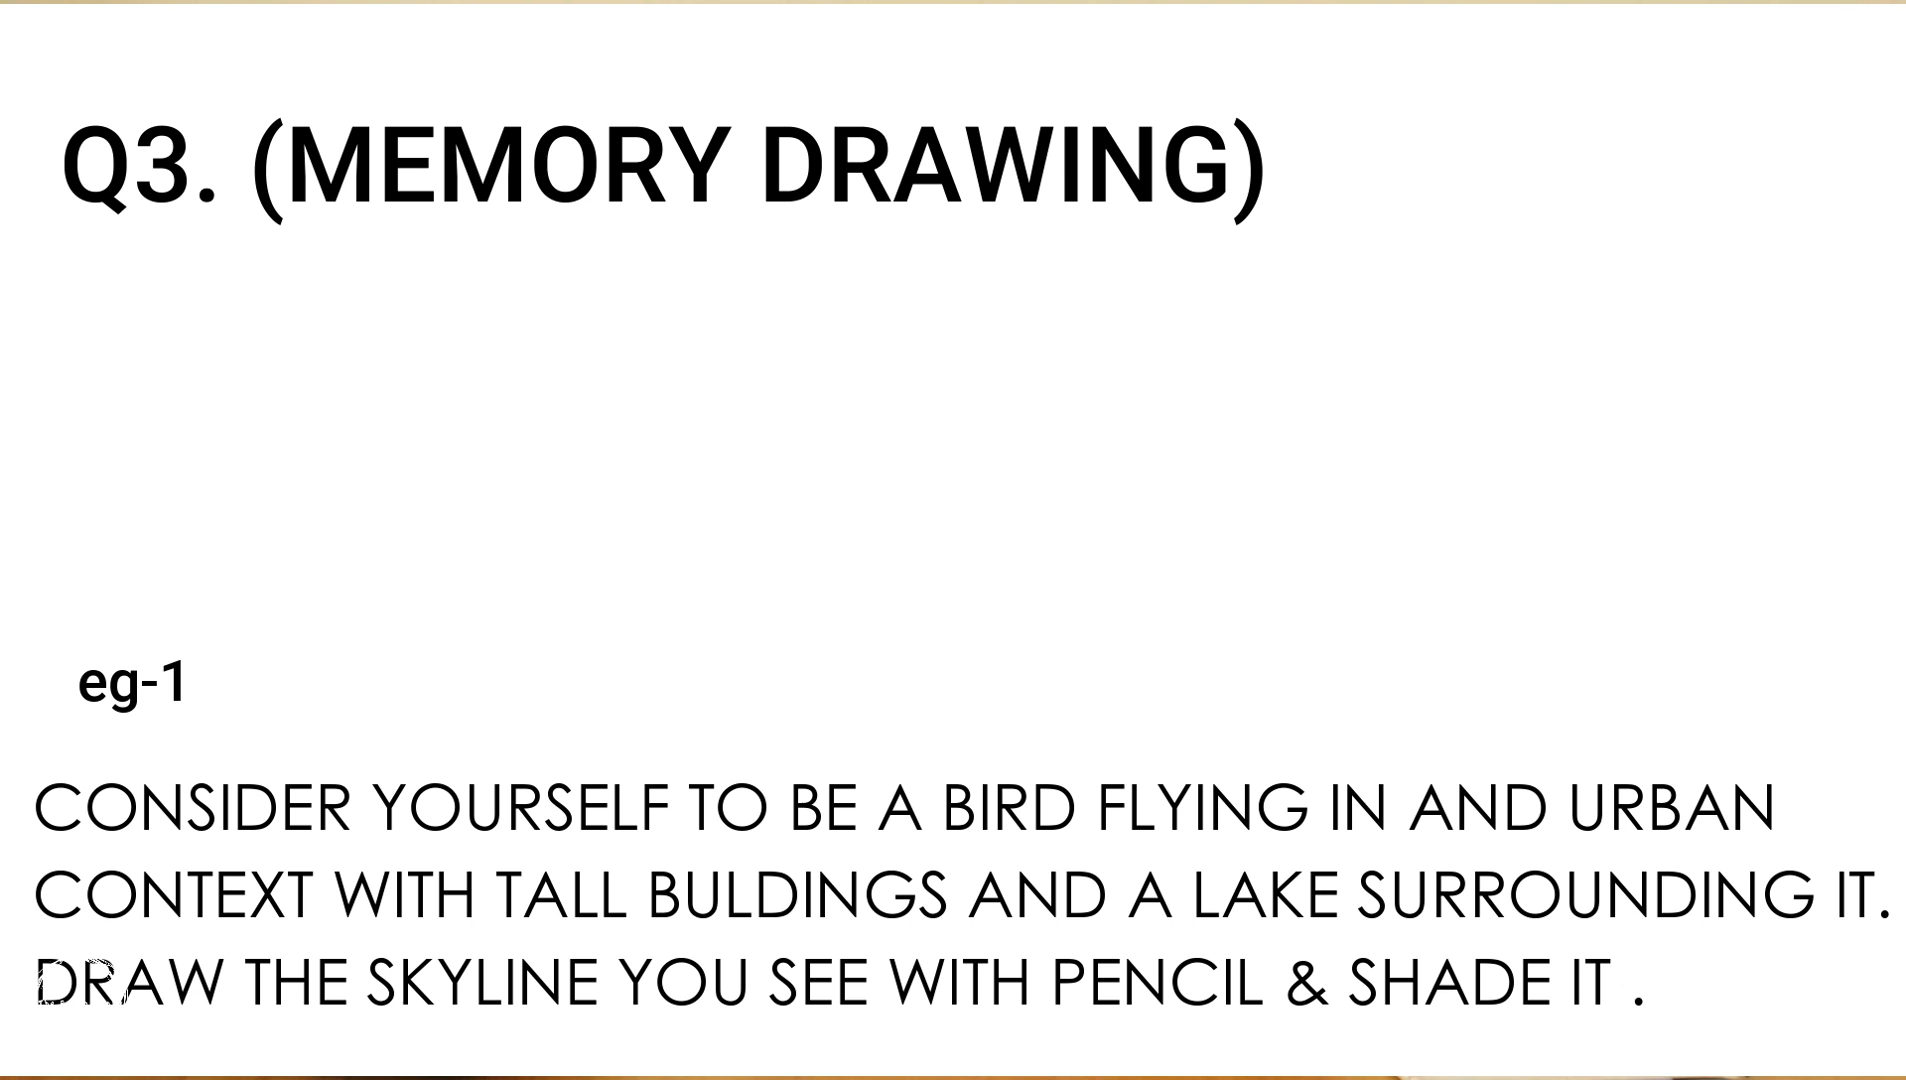 Q3. (MEMORY DRAWING)
eg-1
CONSIDER YOURSELF TO BE A BIRD FLYING IN AND URBAN
CONTEXT WITH TALL BULDINGS AND A LAKE SURROUNDING IT.
DRAW THE SKYLINE YOU SEE WITH PENCIL & SHADE IT .